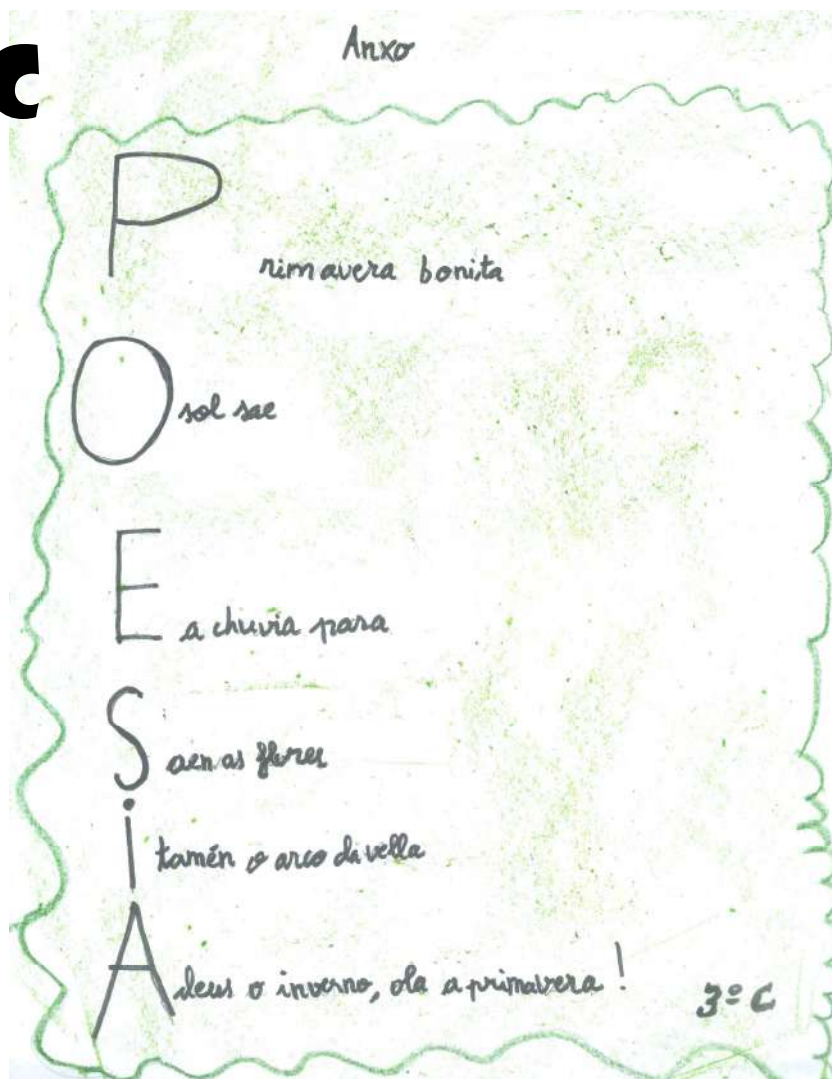 c
Anxo
Primavera bonita
O sol sae
E a chuvia para
Saen as flores
i tamén o arco da vella
Adeus o inverno, ola a primavera!
3º C